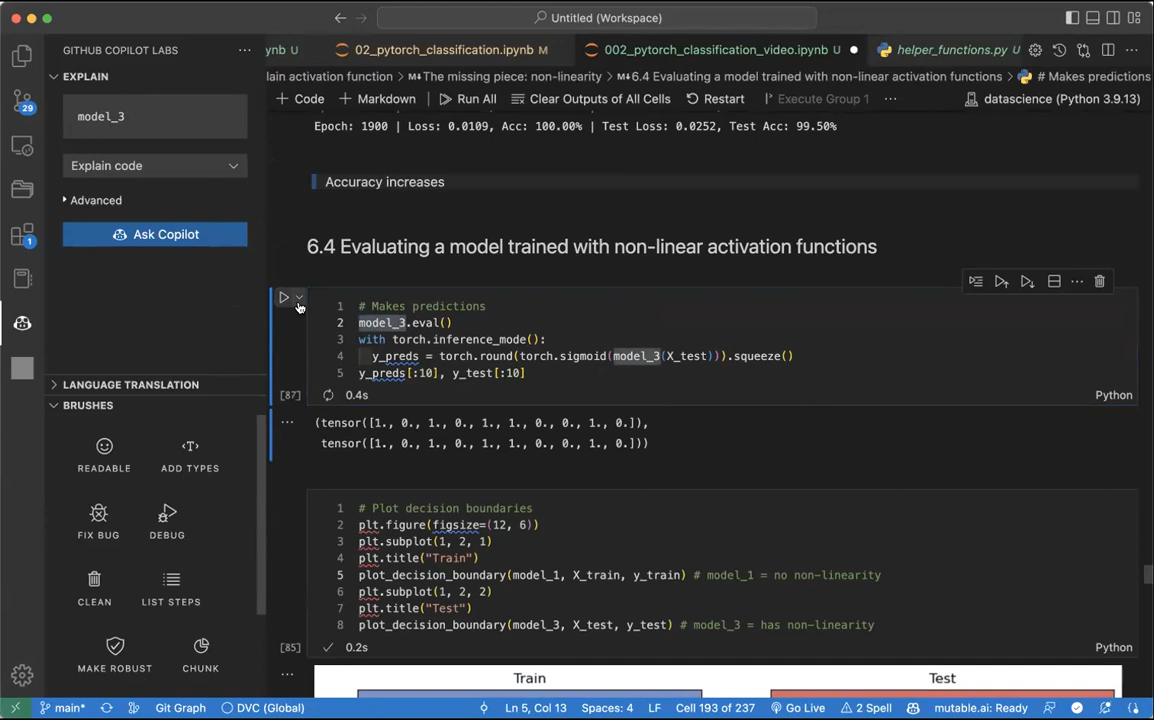 Untitled (Workspace)
GITHUB COPILOT LABS
ynb U
02_pytorch_classification.ipynb M
002_pytorch_classification_video.ipynb U
helper_functions.py U
EXPLAIN
lain activation function > M↓The missing piece: non-linearity > M↓6.4 Evaluating a model trained with non-linear activation functions > # Makes predictions
model_3
+ Code + Markdown Run All Clear Outputs of All Cells Restart Execute Group 1 ... datascience (Python 3.9.13)
Epoch: 1900 | Loss: 0.0109, Acc: 100.00% | Test Loss: 0.0252, Test Acc: 99.50%
Explain code
Advanced
Ask Copilot
29
1
Accuracy increases
6.4 Evaluating a model trained with non-linear activation functions
1 # Makes predictions
2 model_3.eval()
3 with torch.inference_mode():
4 y_preds = torch.round(torch.sigmoid(model_3(X_test))).squeeze()
5 y_preds[:10], y_test[:10]
[87] 0.4s Python
(tensor([1., 0., 1., 0., 1., 1., 0., 0., 1., 0.]),
tensor([1., 0., 1., 0., 1., 1., 0., 0., 1., 0.]))
LANGUAGE TRANSLATION
BRUSHES
READABLE
ADD TYPES
FIX BUG
DEBUG
CLEAN
LIST STEPS
MAKE ROBUST
CHUNK
1 # Plot decision boundaries
2 plt.figure(figsize=(12, 6))
3 plt.subplot(1, 2, 1)
4 plt.title("Train")
5 plot_decision_boundary(model_1, X_train, y_train) # model_1 = no non-linearity
6 plt.subplot(1, 2, 2)
7 plt.title("Test")
8 plot_decision_boundary(model_3, X_test, y_test) # model_3 = has non-linearity
[85] 0.2s Python
Train
Test
main* Git Graph DVC (Global) Ln 5, Col 13 Spaces: 4 LF Cell 193 of 237 Go Live 2 Spell mutable.ai: Ready